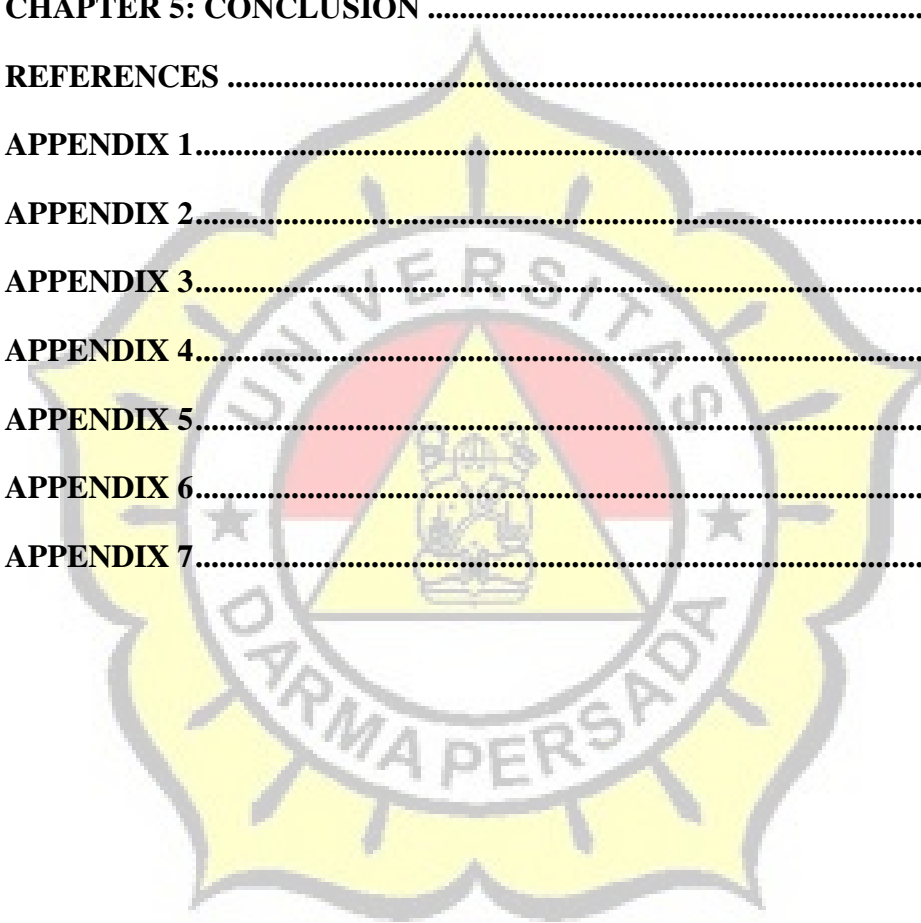 CHAPTER 5: CONCLUSION ........................................................................
REFERENCES ........................................................................
APPENDIX 1........................................................................
APPENDIX 2........................................................................
APPENDIX 3........................................................................
APPENDIX 4........................................................................
APPENDIX 5........................................................................
APPENDIX 6........................................................................
APPENDIX 7........................................................................
UNIVERSITAS
DARMA PERSADA